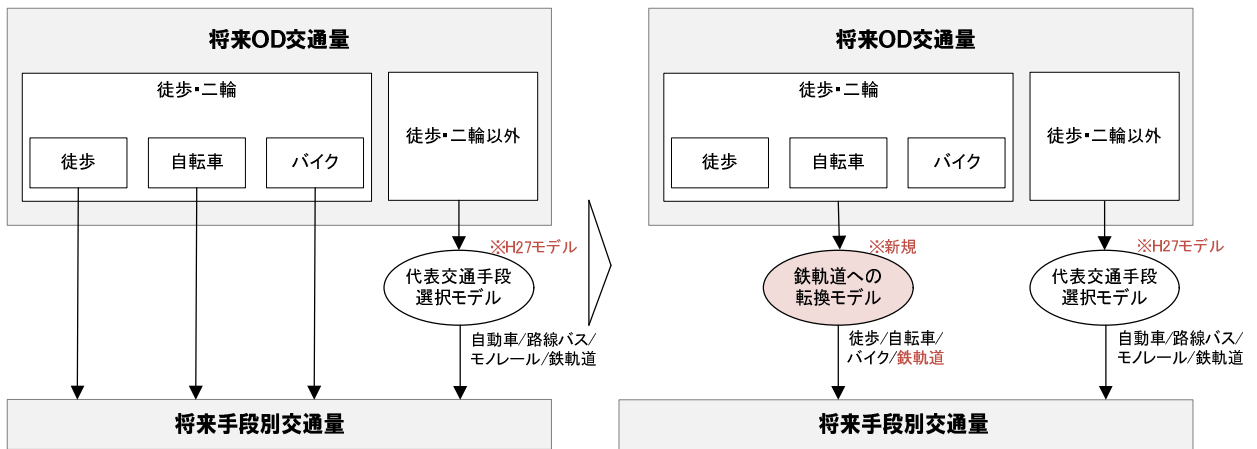 将来OD交通量
徒歩・二輪
徒歩
自転車
バイク
徒歩・二輪以外
※H27モデル
代表交通手段
選択モデル
自動車/路線バス/
モノレール/鉄軌道
将来手段別交通量
将来OD交通量
徒歩・二輪
徒歩
自転車
バイク
徒歩・二輪以外
※新規
鉄軌道への
転換モデル
徒歩/自転車/
バイク/鉄軌道
※H27モデル
代表交通手段
選択モデル
自動車/路線バス/
モノレール/鉄軌道
将来手段別交通量